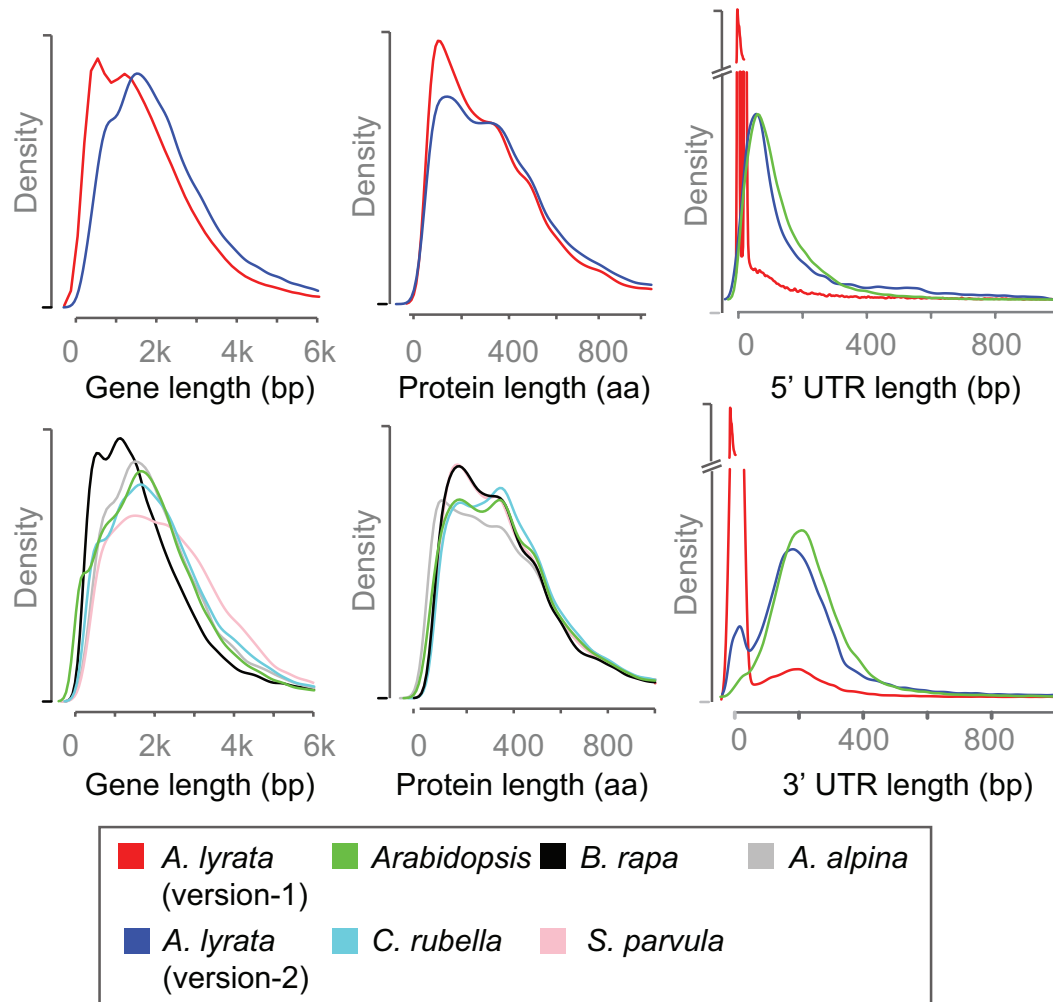 Density
0 2k 4k 6k
Gene length (bp)
Density
0 400 800
Protein length (aa)
Density
0 400 800
5’ UTR length (bp)
Density
0 2k 4k 6k
Gene length (bp)
Density
0 400 800
Protein length (aa)
Density
0 400 800
3’ UTR length (bp)
A. lyrata Arabidopsis B. rapa A. alpina
(version-1)
A. lyrata C. rubella S. parvula
(version-2)